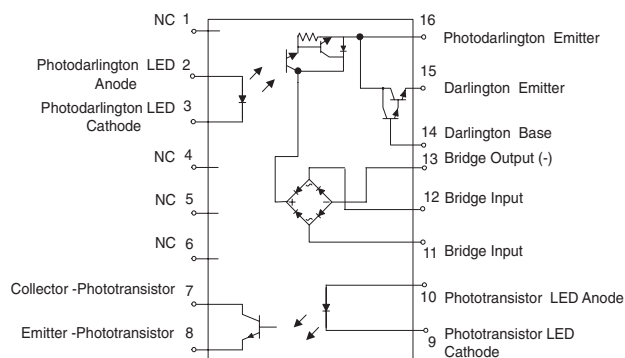 NC 1
Photodarlington LED 2
Anode
Photodarlington LED 3
Cathode
NC 4
NC 5
NC 6
Collector -Phototransistor 7
Emitter -Phototransistor 8
16
Photodarlington Emitter
15
Darlington Emitter
14 Darlington Base
13 Bridge Output (-)
12 Bridge Input
11 Bridge Input
10 Phototransistor LED Anode
9 Phototransistor LED
Cathode